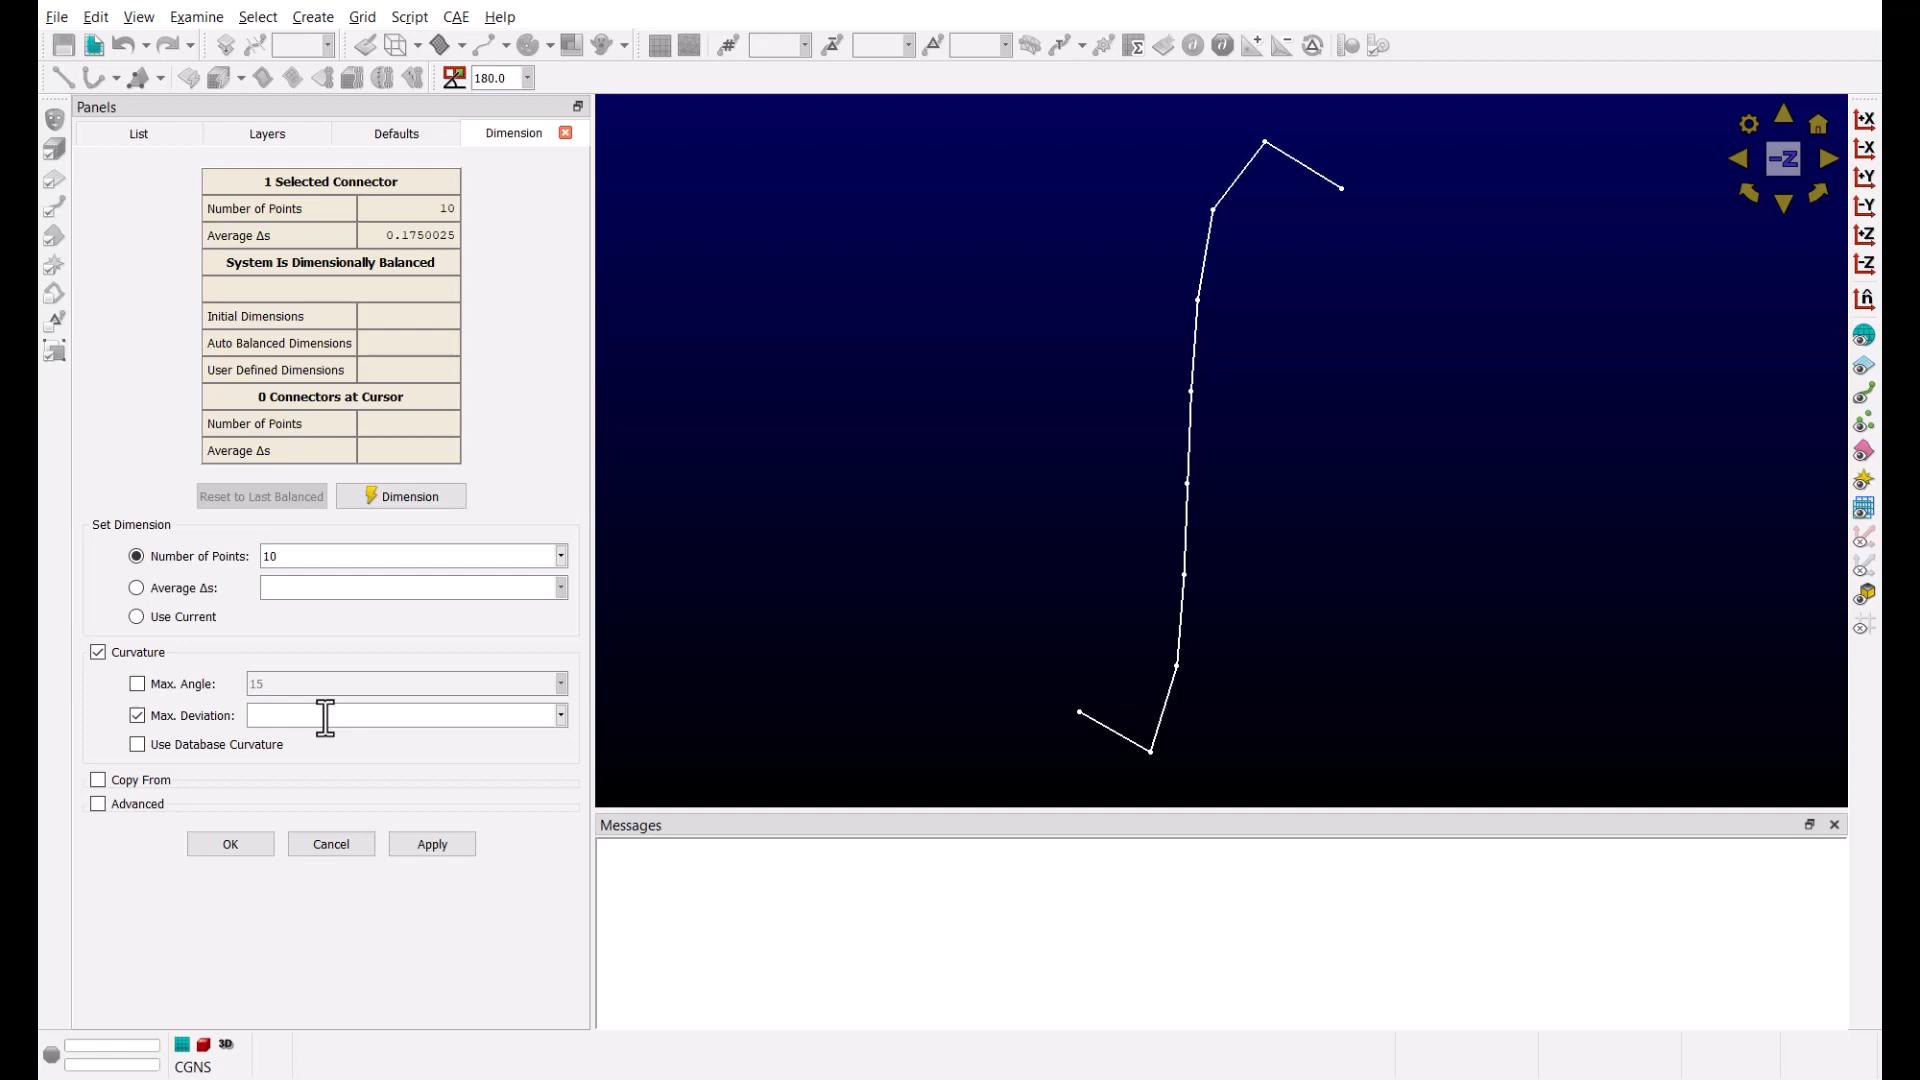 File Edit View Examine Select Create Grid Script CAE Help
180.0
Panels
List Layers Defaults Dimension
1 Selected Connector
Number of Points 10
Average Δs 0.1750025
System Is Dimensionally Balanced
Initial Dimensions
Auto Balanced Dimensions
User Defined Dimensions
0 Connectors at Cursor
Number of Points
Average Δs
Reset to Last Balanced Dimension
Set Dimension
Number of Points: 10
Average Δs:
Use Current
Curvature
Max. Angle: 15
Max. Deviation:
Use Database Curvature
Copy From
Advanced
OK Cancel Apply
-Z
+X
-X
+Y
-Y
+Z
-Z
n̂
Messages
3D
CGNS